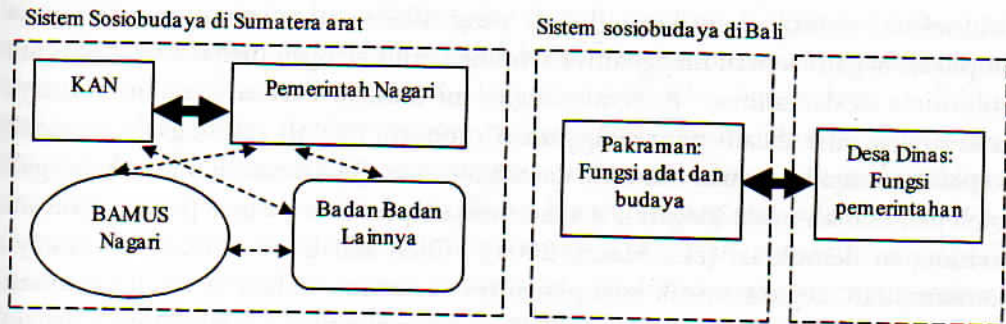 Sistem Sosiobudaya di Sumatera arat
Sistem sosiobudaya di Bali
KAN
Pemerintah Nagari
BAMUS
Nagari
Badan Badan
Lainnya
Pakraman:
Fungsi adat dan
budaya
Desa Dinas:
Fungsi
pemerintahan